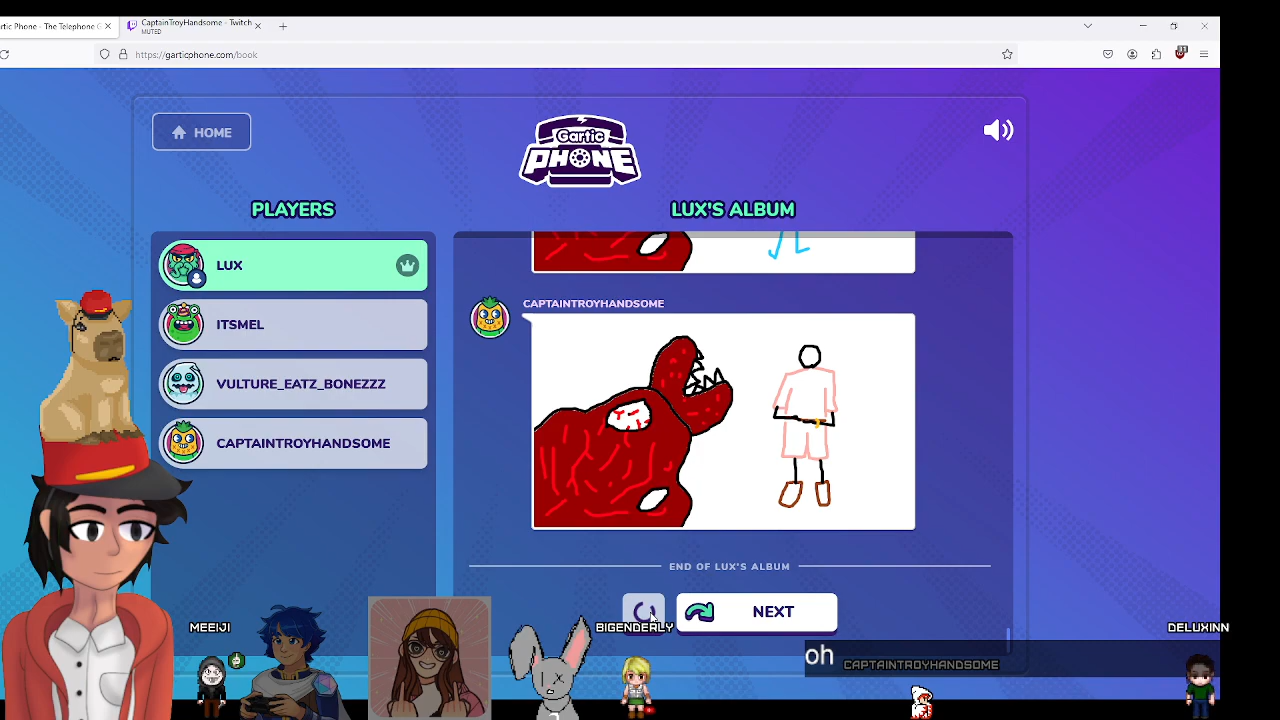 rtic Phone - The Telephone G
CaptainTroyHandsome - Twitch
MUTED
https://garticphone.com/book
HOME
Gartic
PHONE
PLAYERS
LUX'S ALBUM
LUX
ITSMEL
VULTURE_EATZ_BONEZZZ
CAPTAINTROYHANDSOME
CAPTAINTROYHANDSOME
END OF LUX'S ALBUM
NEXT
MEEIJI
BIGENDERLY
DELUXINN
oh
CAPTAINTROYHANDSOME